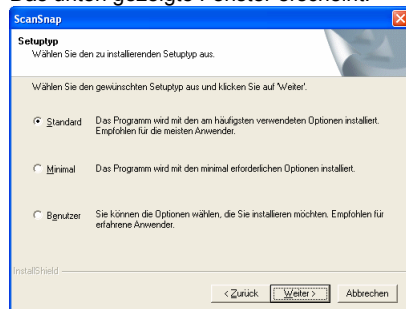 Das unten gezeigte Fenster erscheint.
ScanSnap
Setuptyp
Wählen Sie den zu installierenden Setuptyp aus.
Wählen Sie den gewünschten Setuptyp aus und klicken Sie auf 'Weiter'.
Standard Das Programm wird mit den am häufigsten verwendeten Optionen installiert.
Empfohlen für die meisten Anwender.
Minimal Das Programm wird mit den minimal erforderlichen Optionen installiert.
Benutzer Sie können die Optionen wählen, die Sie installieren möchten. Empfohlen für
erfahrene Anwender.
InstallShield
< Zurück Weiter > Abbrechen